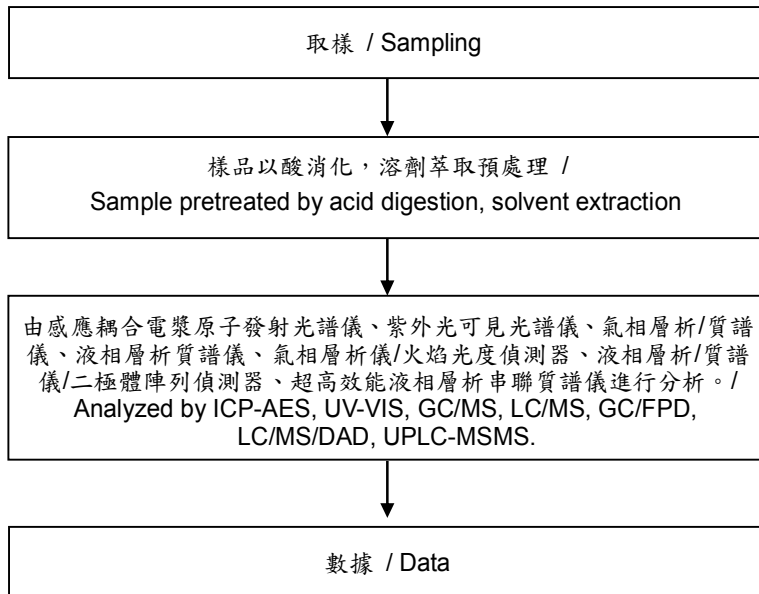 取樣 / Sampling
樣品以酸消化，溶劑萃取預處理 /
Sample pretreated by acid digestion, solvent extraction
由感應耦合電漿原子發射光譜儀、紫外光可見光譜儀、氣相層析/質譜
儀、液相層析質譜儀、氣相層析儀/火焰光度偵測器、液相層析/質譜
儀/二極體陣列偵測器、超高效能液相層析串聯質譜儀進行分析。/
Analyzed by ICP-AES, UV-VIS, GC/MS, LC/MS, GC/FPD,
LC/MS/DAD, UPLC-MSMS.
數據 / Data